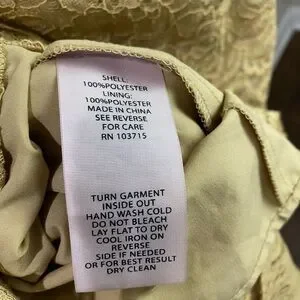 SHELL:
100%POLYESTER
LINING:
100%POLYESTER
MADE IN CHINA
SEE REVERSE
FOR CARE
RN 103715
TURN GARMENT
INSIDE OUT
HAND WASH COLD
DO NOT BLEACH
LAY FLAT TO DRY
COOL IRON ON
REVERSE
SIDE IF NEEDED
OR FOR BEST RESULT
DRY CLEAN